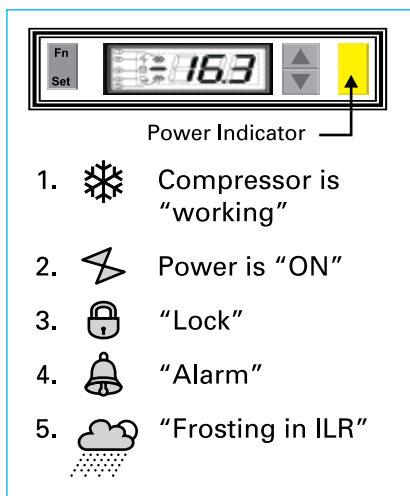 Fn
Set
16.3
Power Indicator
1. Compressor is
"working"
2. Power is "ON"
3. "Lock"
4. "Alarm"
5. "Frosting in ILR"